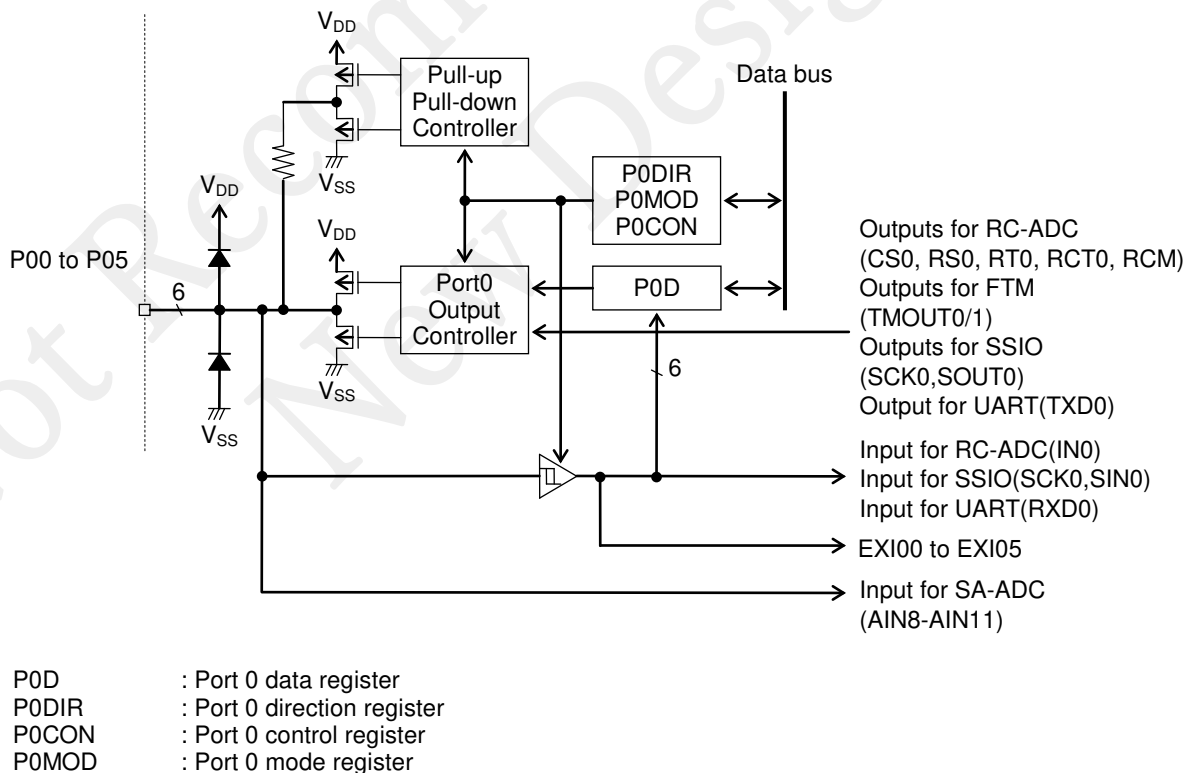 VDD
Pull-up
Pull-down
Controller
Data bus
VSS
P0DIR
P0MOD
P0CON
VDD
VDD
P00 to P05
6
Port0
Output
Controller
P0D
Outputs for RC-ADC
(CS0, RS0, RT0, RCT0, RCM)
Outputs for FTM
(TMOUT0/1)
Outputs for SSIO
(SCK0,SOUT0)
Output for UART(TXD0)
6
VSS
VSS
Input for RC-ADC(IN0)
Input for SSIO(SCK0,SIN0)
Input for UART(RXD0)
EXI00 to EXI05
Input for SA-ADC
(AIN8-AIN11)
P0D : Port 0 data register
P0DIR : Port 0 direction register
P0CON : Port 0 control register
P0MOD : Port 0 mode register
ot Recom
New Desig